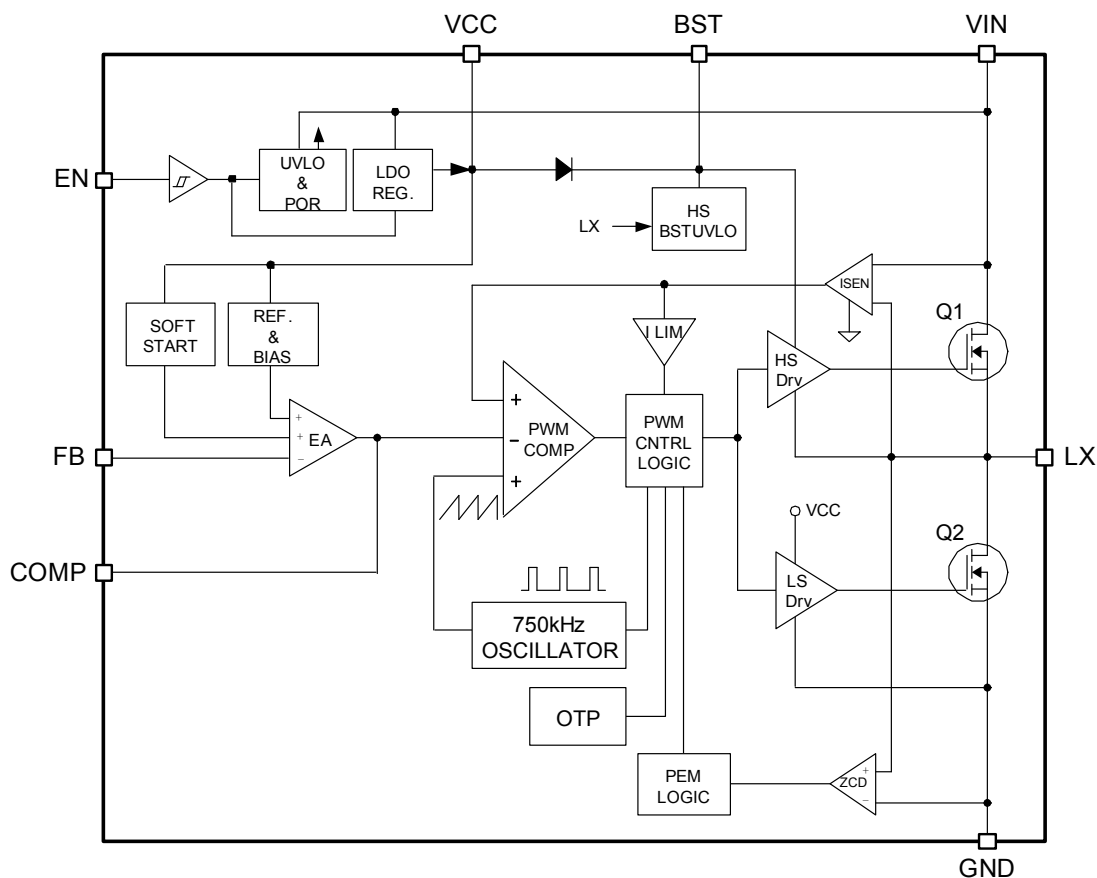 VCC
BST
VIN
EN
UVLO
&
POR
LDO
REG.
HS
BSTUVLO
LX
SOFT
START
REF.
&
BIAS
ISEN
I LIM
Q1
HS
Drv
+
+
-
EA
+
-
+
PWM
COMP
PWM
CNTRL
LOGIC
FB
LX
VCC
Q2
COMP
LS
Drv
750kHz
OSCILLATOR
OTP
PEM
LOGIC
+
-
ZCD
GND